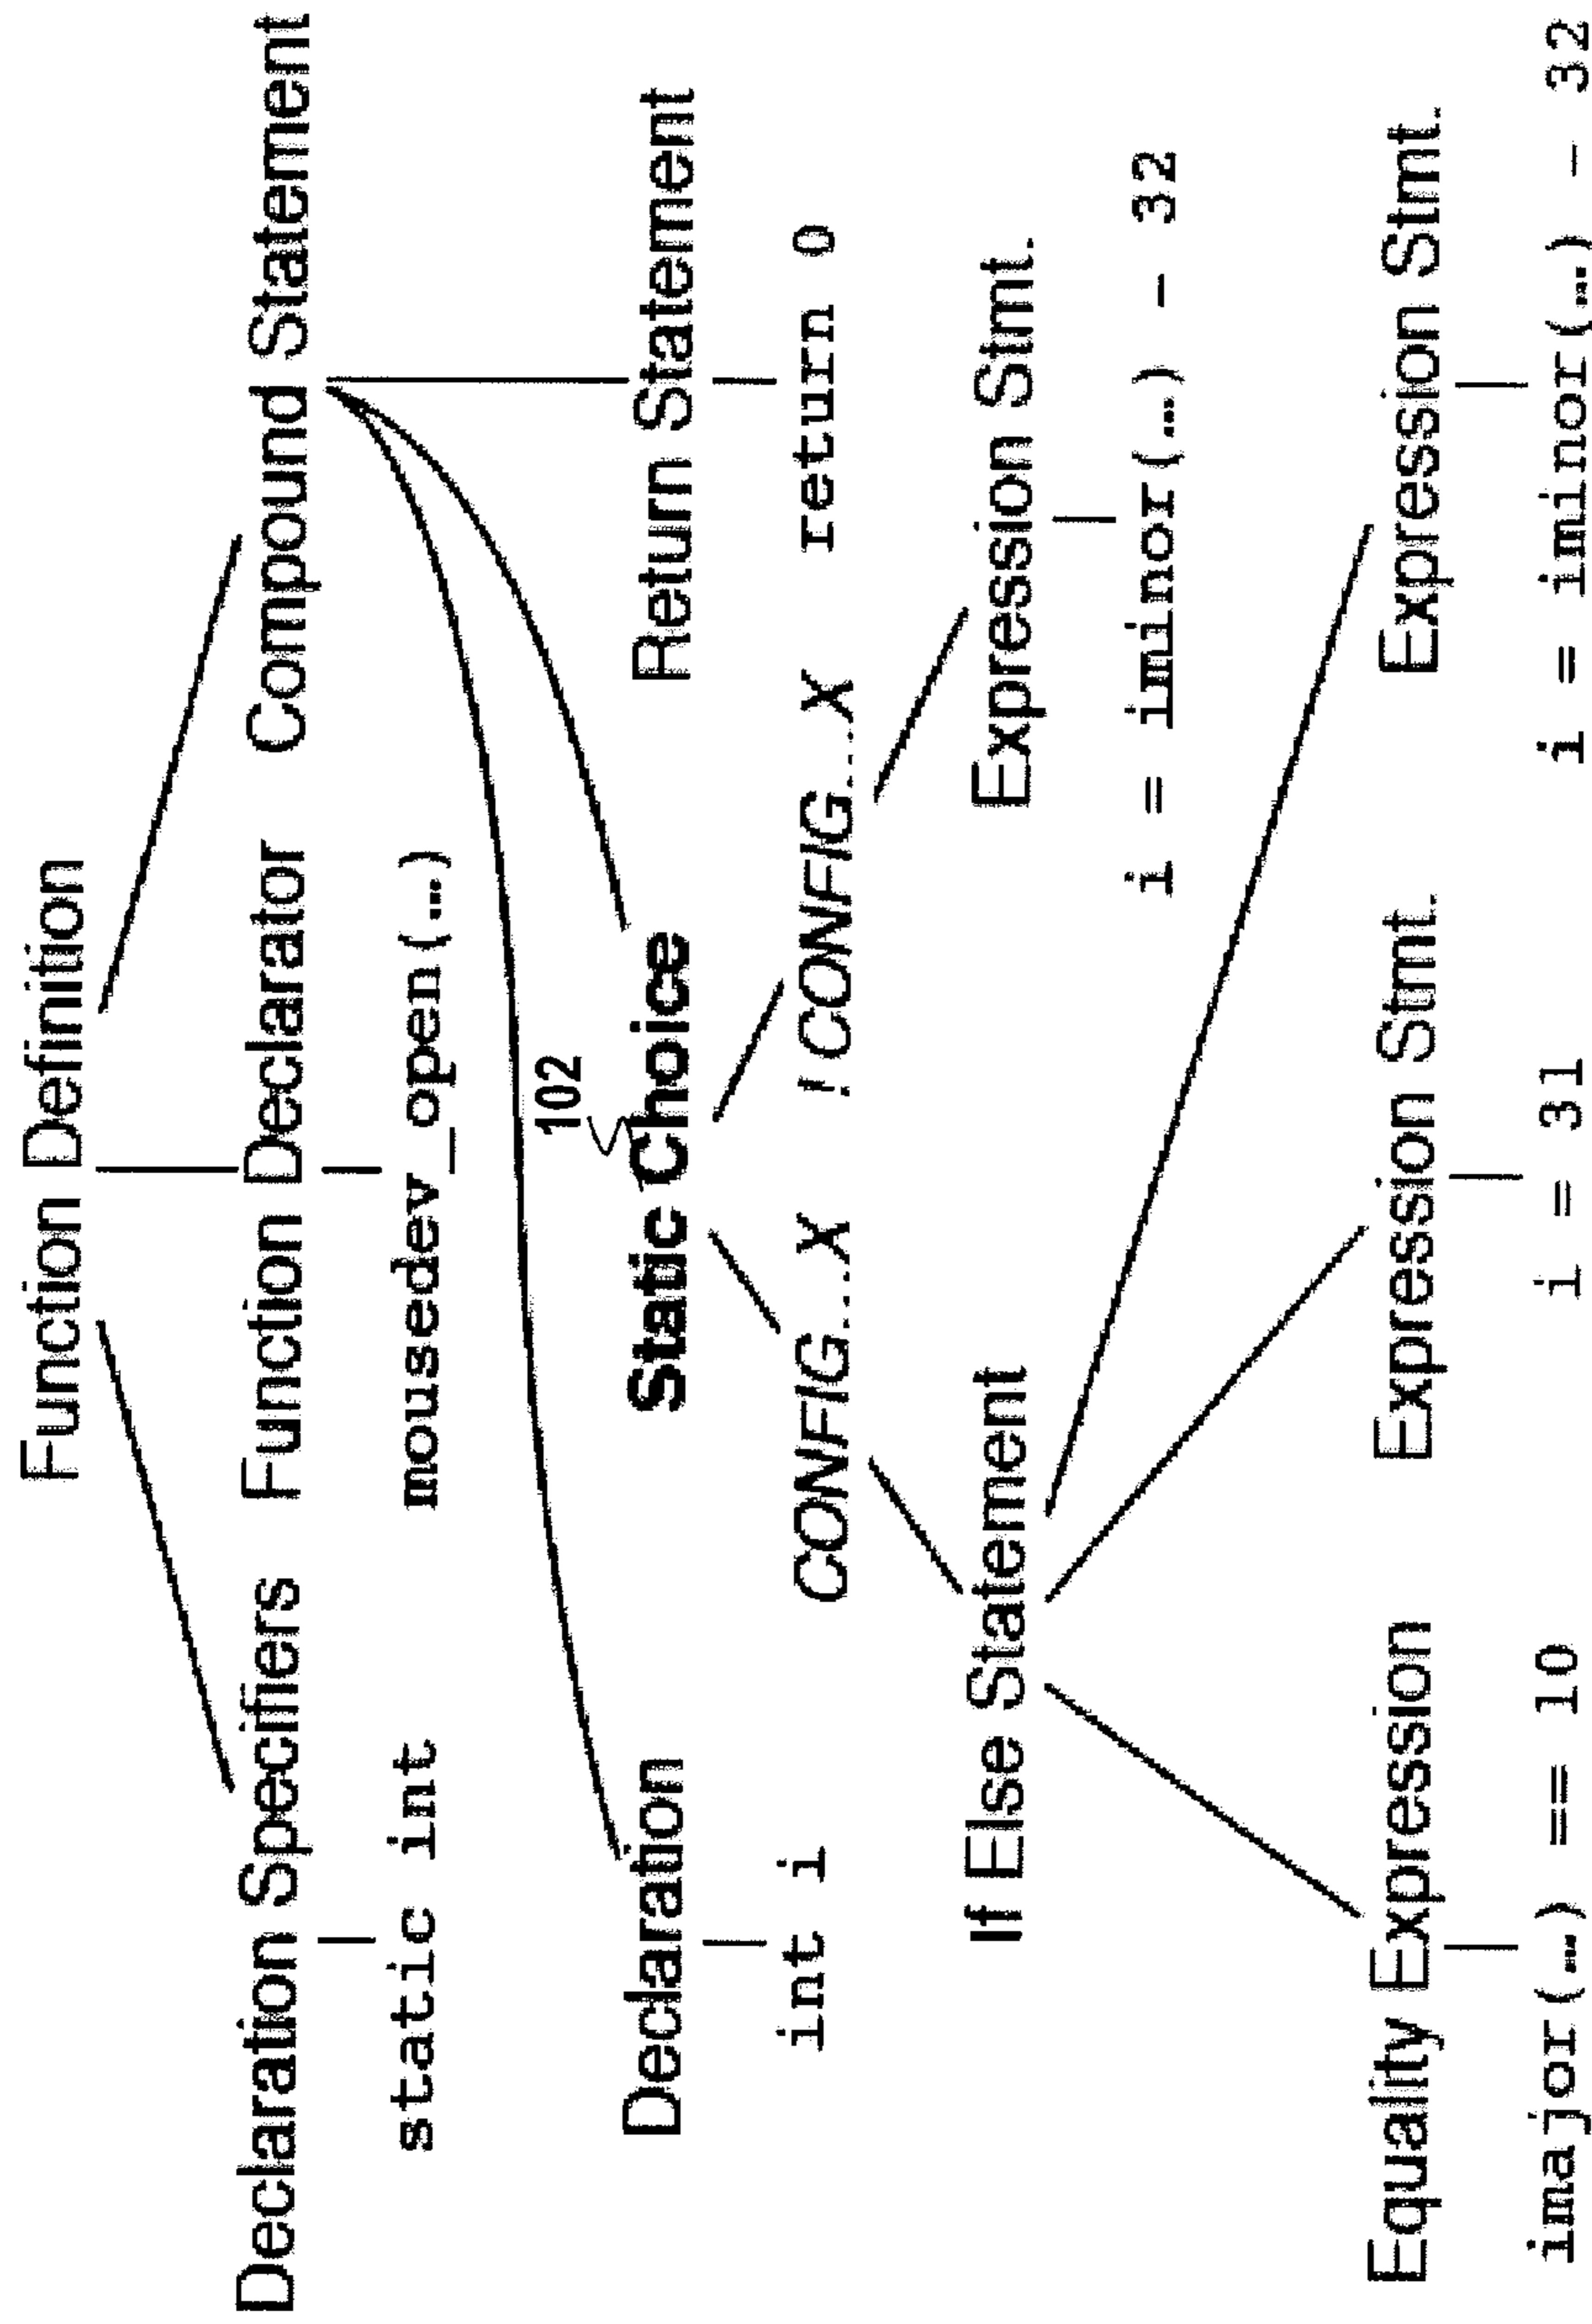 Function Definition
Declaration Specifiers Function Declarator Compound Statement
static int mousedev_open(…)
102
Declaration Static Choice Return Statement
int i CONFIG...X ! CONFIG...X return 0
If Else Statement Expression Stmt.
i = iminor(…) - 32
Equality Expression Expression Stmt. Expression Stmt.
imajor(…) == 10 i = 31 i = iminor(…) - 32